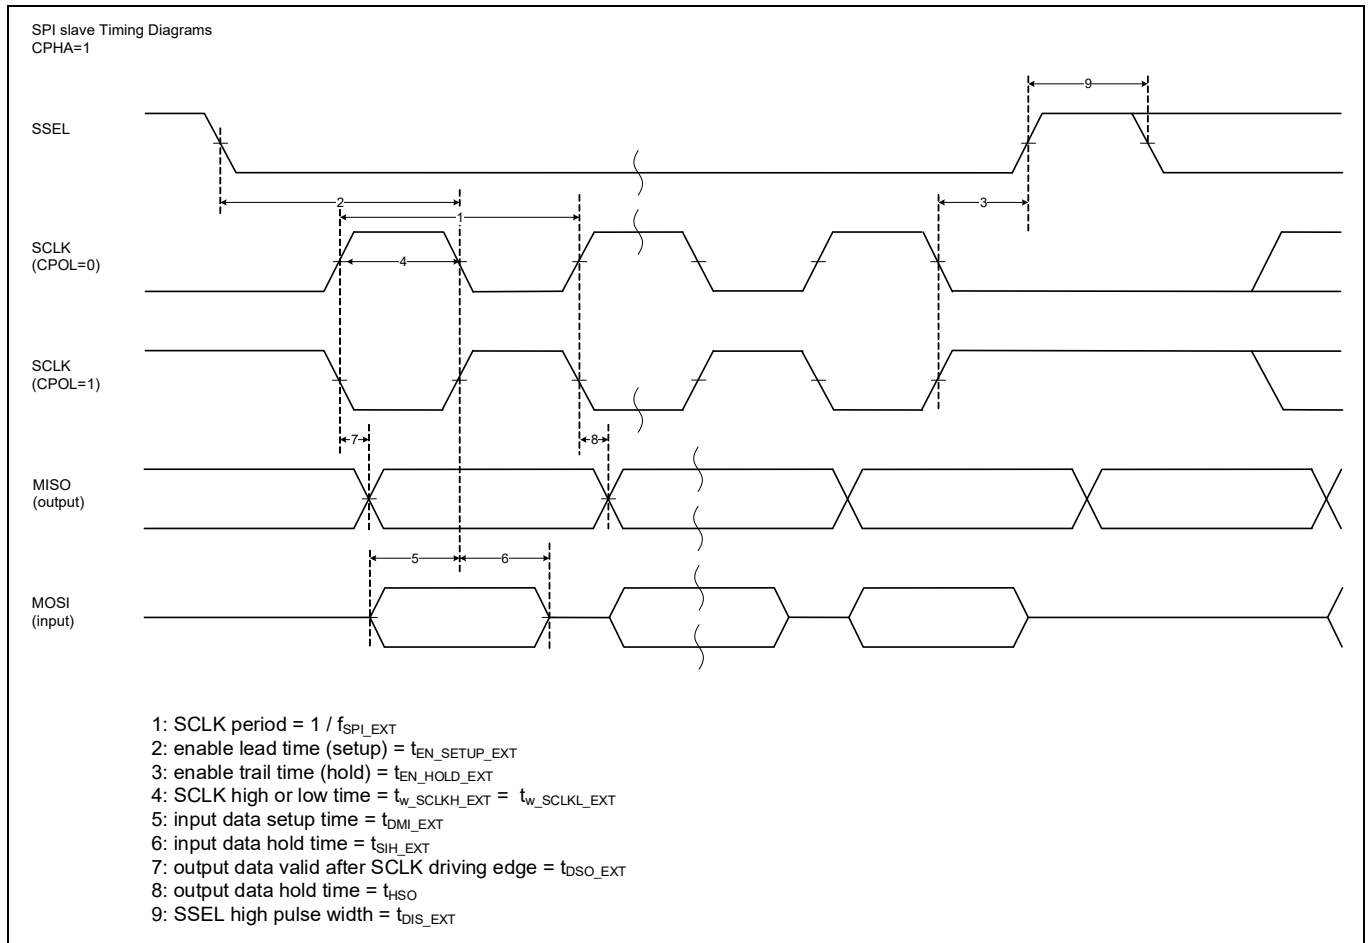 SPI slave Timing Diagrams
CPHA=1
9
SSEL
2
3
1
SCLK
(CPOL=0)
4
SCLK
(CPOL=1)
7
8
MISO
(output)
5
6
MOSI
(input)
1: SCLK period = 1 / fSPI_EXT
2: enable lead time (setup) = tEN_SETUP_EXT
3: enable trail time (hold) = tEN_HOLD_EXT
4: SCLK high or low time = tw_SCLKH_EXT = tw_SCLKL_EXT
5: input data setup time = tDMI_EXT
6: input data hold time = tSIH_EXT
7: output data valid after SCLK driving edge = tDSO_EXT
8: output data hold time = tHSO
9: SSEL high pulse width = tDIS_EXT